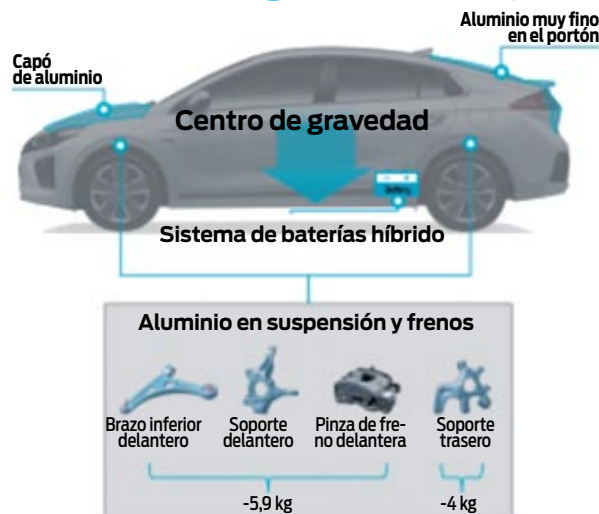 Aluminio muy fino
en el portón
Capó
de aluminio
Centro de gravedad
Battery
Sistema de baterías híbrido
Aluminio en suspensión y frenos
Brazo inferior
delantero
Soporte
delantero
Pinza de fre-
no delantera
Soporte
trasero
-5,9 kg
-4 kg